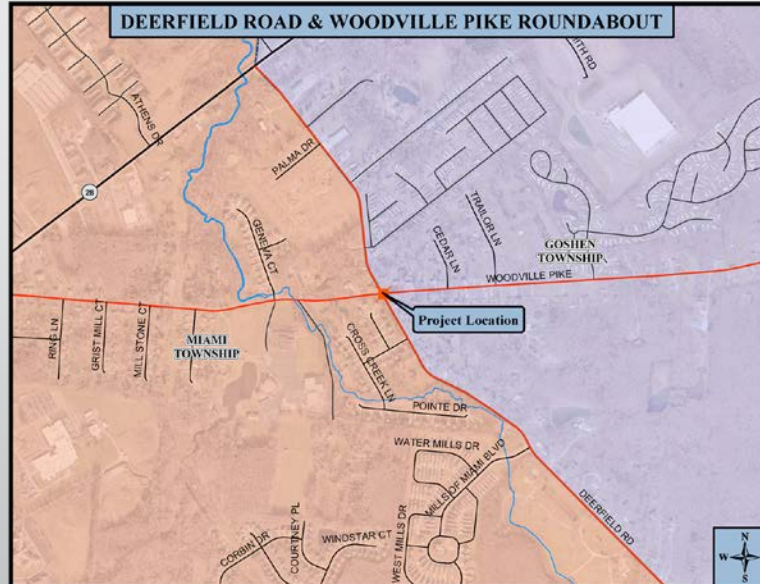 DEERFIELD ROAD & WOODVILLE PIKE ROUNDABOUT
ATHENS DR
28
PALMA DR
GENEVA CT
CEDAR LN
TRAILOR LN
GOSHEN
TOWNSHIP
WOODVILLE PIKE
Project Location
RING LN
GRIST MILL CT
MILL STONE CT
MIAMI
TOWNSHIP
CROSS CREEK LN
POINTE DR
WATER MILLS DR
MILLS OF MIAMI BLVD
DEERFIELD RD
CORBIN DR
COURTNEY PL
WINDSTAR CT
WEST MILLS DR
N
W
E
S